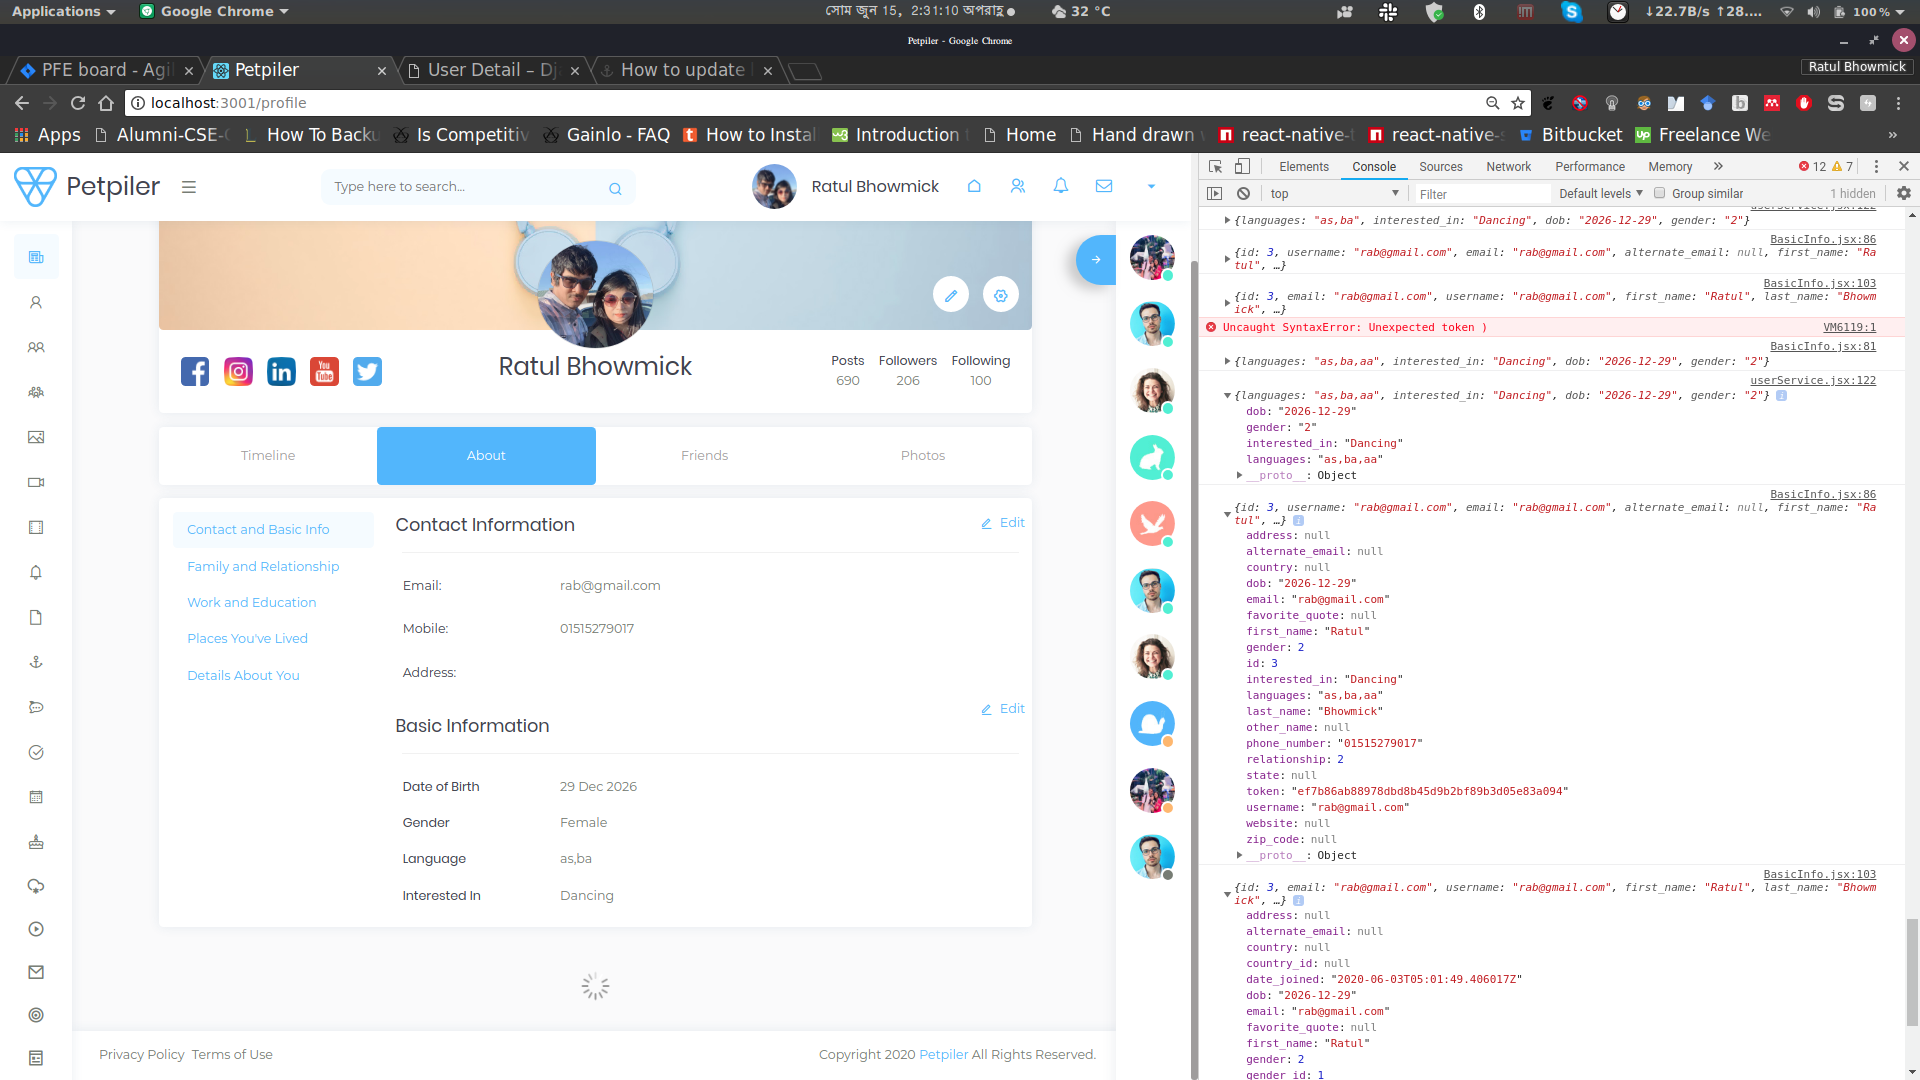 Applications
Google Chrome
সোম জুন 15, 2:31:10 অপরাহ্ণ
32 °C
↓22.7B/s ↑28....
100 %
Petpiler - Google Chrome
PFE board - Agil
Petpiler
User Detail – Dj
How to update
Ratul Bhowmick
localhost:3001/profile
Apps
Alumni-CSE-
How To Backu
Is Competitiv
Gainlo - FAQ
How to Instal
Introduction
Home
Hand drawn
react-native-
react-native-
Bitbucket
Freelance We
»
Petpiler
Type here to search...
Ratul Bhowmick
Ratul Bhowmick
Posts
690
Followers
206
Following
100
Timeline
About
Friends
Photos
Contact and Basic Info
Family and Relationship
Work and Education
Places You've Lived
Details About You
Contact Information
Edit
Email:
rab@gmail.com
Mobile:
01515279017
Address:
Edit
Basic Information
Date of Birth
29 Dec 2026
Gender
Female
Language
as,ba
Interested In
Dancing
Privacy Policy Terms of Use
Copyright 2020 Petpiler All Rights Reserved.
Elements
Console
Sources
Network
Performance
Memory
»
12
7
top
Filter
Default levels
Group similar
1 hidden
userService.jsx:122
{languages: "as,ba", interested_in: "Dancing", dob: "2026-12-29", gender: "2"}
BasicInfo.jsx:86
{id: 3, username: "rab@gmail.com", email: "rab@gmail.com", alternate_email: null, first_name: "Ra
tul", …}
BasicInfo.jsx:103
{id: 3, email: "rab@gmail.com", username: "rab@gmail.com", first_name: "Ratul", last_name: "Bhowm
ick", …}
Uncaught SyntaxError: Unexpected token )
VM6119:1
BasicInfo.jsx:81
{languages: "as,ba,aa", interested_in: "Dancing", dob: "2026-12-29", gender: "2"}
userService.jsx:122
{languages: "as,ba,aa", interested_in: "Dancing", dob: "2026-12-29", gender: "2"}
dob: "2026-12-29"
gender: "2"
interested_in: "Dancing"
languages: "as,ba,aa"
__proto__: Object
BasicInfo.jsx:86
{id: 3, username: "rab@gmail.com", email: "rab@gmail.com", alternate_email: null, first_name: "Ra
tul", …}
address: null
alternate_email: null
country: null
dob: "2026-12-29"
email: "rab@gmail.com"
favorite_quote: null
first_name: "Ratul"
gender: 2
id: 3
interested_in: "Dancing"
languages: "as,ba,aa"
last_name: "Bhowmick"
other_name: null
phone_number: "01515279017"
relationship: 2
state: null
token: "ef7b86ab88978dbd8b45d9b2bf89b3d05e83a094"
username: "rab@gmail.com"
website: null
zip_code: null
__proto__: Object
BasicInfo.jsx:103
{id: 3, email: "rab@gmail.com", username: "rab@gmail.com", first_name: "Ratul", last_name: "Bhowm
ick", …}
address: null
alternate_email: null
country: null
country_id: null
date_joined: "2020-06-03T05:01:49.406017Z"
dob: "2026-12-29"
email: "rab@gmail.com"
favorite_quote: null
first_name: "Ratul"
gender: 2
gender_id: 1